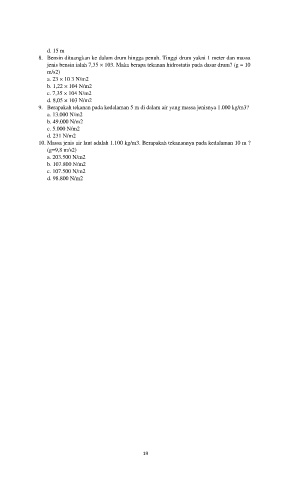 d. 15 m
8. Bensin dituangkan ke dalam drum hingga penuh. Tinggi drum yakni 1 meter dan massa
jenis bensin ialah 7,35 × 103. Maka berapa tekanan hidrostatis pada dasar drum? (g = 10
m/s2)
a. 23 × 10 3 N/m2
b. 1,22 × 104 N/m2
c. 7,35 × 104 N/m2
d. 8,05 × 103 N/m2
9. Berapakah tekanan pada kedalaman 5 m di dalam air yang massa jenisnya 1.000 kg/m3?
a. 13.000 N/m2
b. 49.000 N/m2
c. 5.000 N/m2
d. 231 N/m2
10. Massa jenis air laut adalah 1.100 kg/m3. Berapakah tekanannya pada kedalaman 10 m ?
(g=9,8 m/s2)
a. 203.500 N/m2
b. 107.800 N/m2
c. 107.500 N/m2
d. 98.800 N/m2